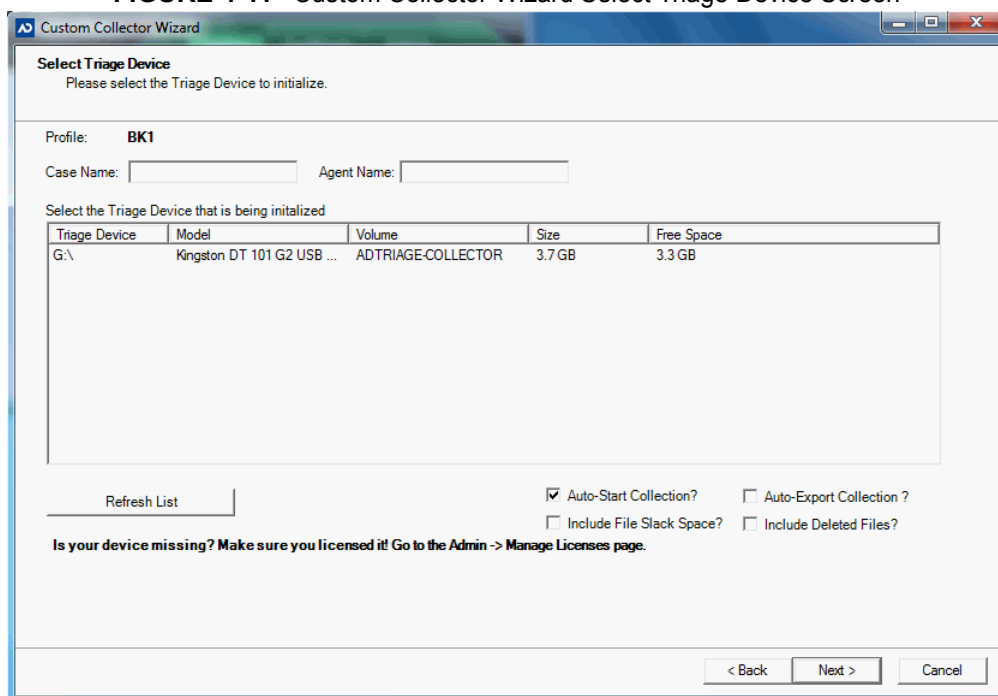 Custom Collector Wizard Select Triage Device Screen
Custom Collector Wizard
Select Triage Device
Please select the Triage Device to initialize.
Profile: BK1
Case Name: Agent Name:
Select the Triage Device that is being initalized
Triage Device Model Volume Size Free Space
G:\ Kingston DT 101 G2 USB ... ADTRIAGE-COLLECTOR 3.7 GB 3.3 GB
Refresh List
Auto-Start Collection? Auto-Export Collection ?
Include File Slack Space? Include Deleted Files?
Is your device missing? Make sure you licensed it! Go to the Admin -> Manage Licenses page.
< Back Next > Cancel